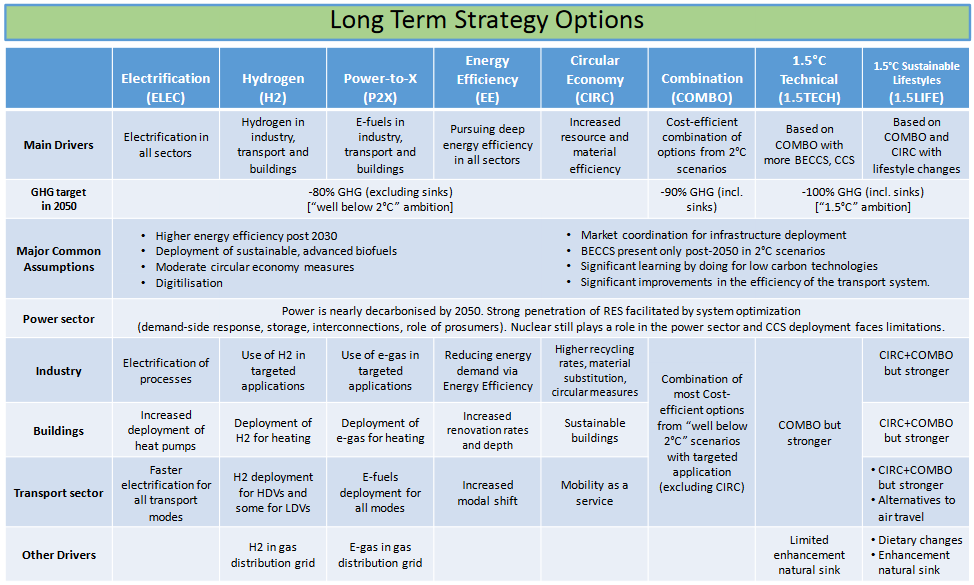 Long Term Strategy Options
Electrification
(ELEC)
Hydrogen
(H2)
Power-to-X
(P2X)
Energy
Efficiency
(EE)
Circular
Economy
(CIRC)
Combination
(COMBO)
1.5°C
Technical
(1.5TECH)
1.5°C Sustainable
Lifestyles
(1.5LIFE)
Main Drivers
Electrification in
all sectors
Hydrogen in
industry,
transport and
buildings
E-fuels in
industry,
transport and
buildings
Pursuing deep
energy efficiency
in all sectors
Increased
resource and
material
efficiency
Cost-efficient
combination of
options from 2°C
scenarios
Based on
COMBO with
more BECCS, CCS
Based on
COMBO and
CIRC with
lifestyle changes
GHG target
in 2050
-80% GHG (excluding sinks)
["well below 2°C" ambition]
-90% GHG (incl.
sinks)
-100% GHG (incl. sinks)
["1.5°C" ambition]
Major Common
Assumptions
• Higher energy efficiency post 2030
• Deployment of sustainable, advanced biofuels
• Moderate circular economy measures
• Digitilisation
• Market coordination for infrastructure deployment
• BECCS present only post-2050 in 2°C scenarios
• Significant learning by doing for low carbon technologies
• Significant improvements in the efficiency of the transport system.
Power sector
Power is nearly decarbonised by 2050. Strong penetration of RES facilitated by system optimization
(demand-side response, storage, interconnections, role of prosumers). Nuclear still plays a role in the power sector and CCS deployment faces limitations.
Industry
Electrification of
processes
Use of H2 in
targeted
applications
Use of e-gas in
targeted
applications
Reducing energy
demand via
Energy Efficiency
Higher recycling
rates, material
substitution,
circular measures
Combination of
most Cost-
efficient options
from "well below
2°C" scenarios
with targeted
application
(excluding CIRC)
COMBO but
stronger
CIRC+COMBO
but stronger
Buildings
Increased
deployment of
heat pumps
Deployment of
H2 for heating
Deployment of
e-gas for heating
Increased
renovation rates
and depth
Sustainable
buildings
CIRC+COMBO
but stronger
Transport sector
Faster
electrification for
all transport
modes
H2 deployment
for HDVs and
some for LDVs
E-fuels
deployment for
all modes
Increased
modal shift
Mobility as a
service
• CIRC+COMBO
but stronger
• Alternatives to
air travel
Other Drivers
H2 in gas
distribution grid
E-gas in gas
distribution grid
Limited
enhancement
natural sink
• Dietary changes
• Enhancement
natural sink